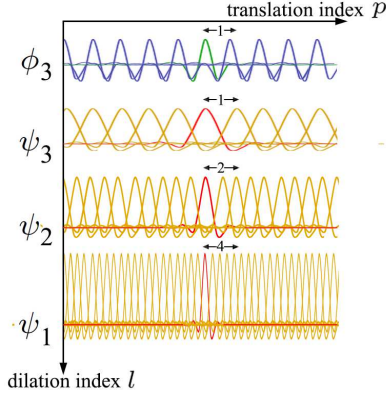 translation index p
1
ϕ3
1
ψ3
2
ψ2
4
ψ1
dilation index l